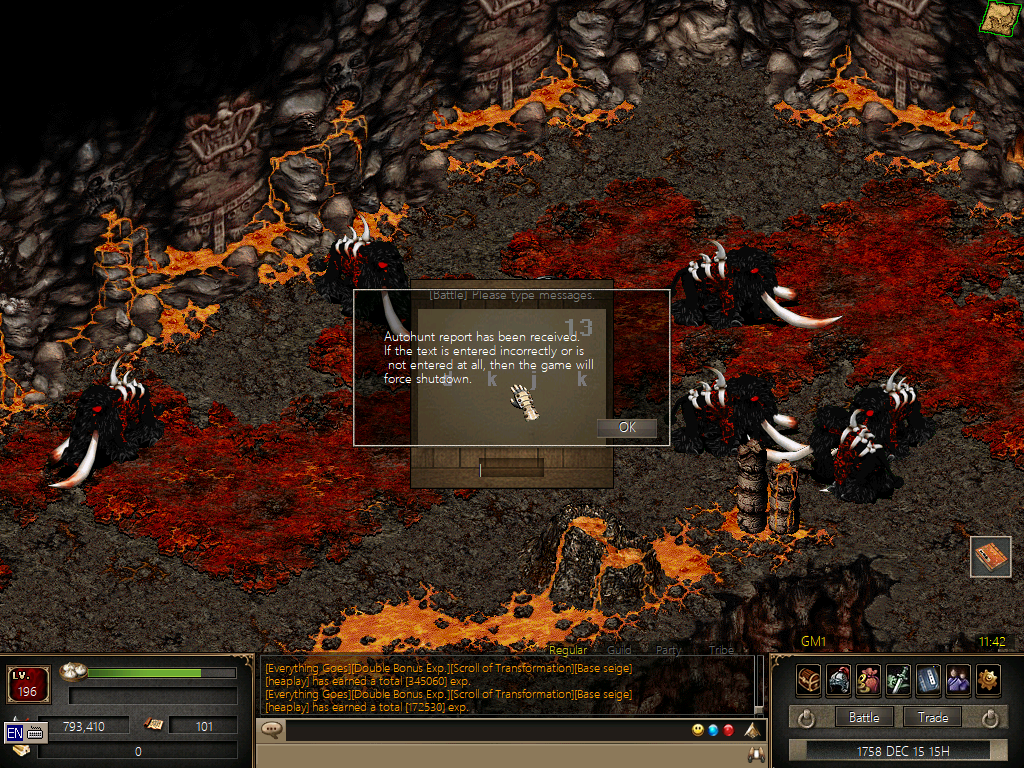 [Battle] Please type messages.
13
Autohunt report has been received.
If the text is entered incorrectly or is
not entered at all, then the game will
force shutdown.
k j k
OK
GM1
11:42
Regular Guild Party Tribe
[Everything Goes][Double Bonus Exp.][Scroll of Transformation][Base seige]
[heaplay] has earned a total [345060] exp.
[Everything Goes][Double Bonus Exp.][Scroll of Transformation][Base seige]
[heaplay] has earned a total [172530] exp.
LV.
196
793,410
101
EN
0
Battle
Trade
1758 DEC 15 15H